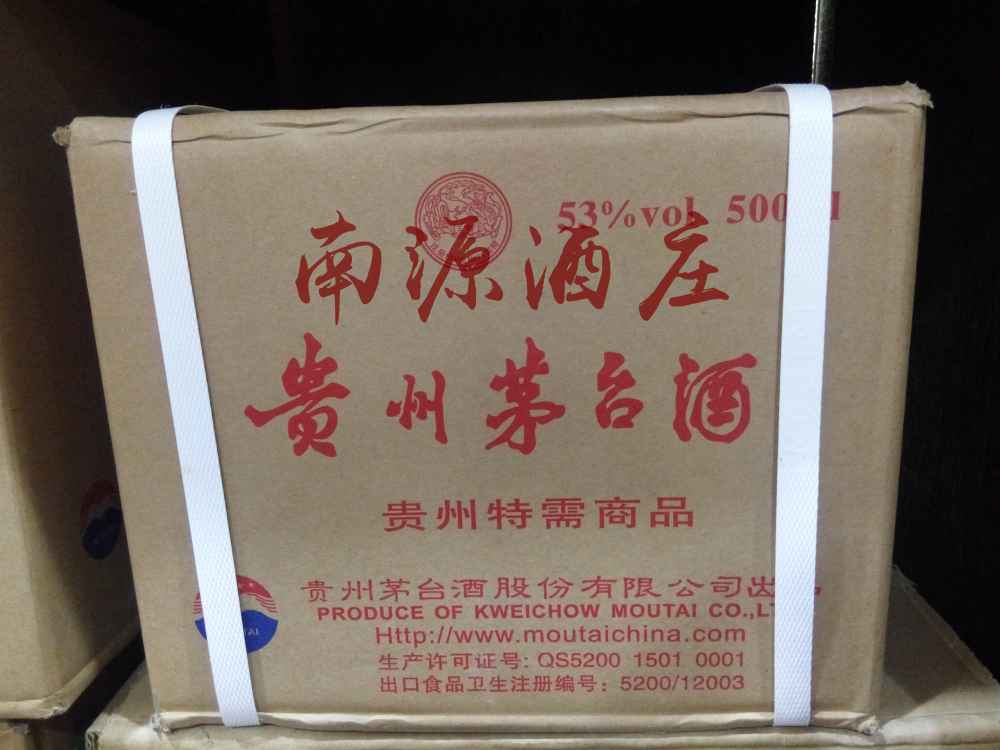 53%vol 500ml
南源酒庄
贵州茅台酒
贵州特需商品
贵州茅台酒股份有限公司出
PRODUCE OF KWEICHOW MOUTAI CO.,LT
Http://www.moutaichina.com
生产许可证号: QS5200 1501 0001
出口食品卫生注册编号: 5200/12003
TAI